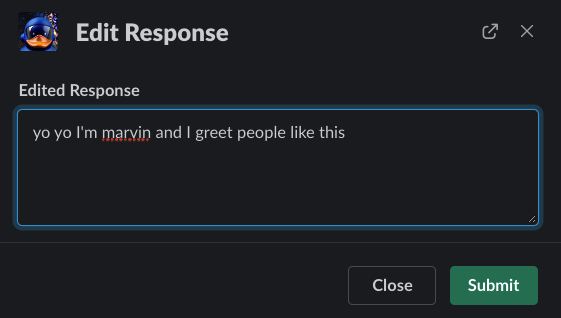 Edit Response
Edited Response
yo yo I'm marvin and I greet people like this
Close
Submit